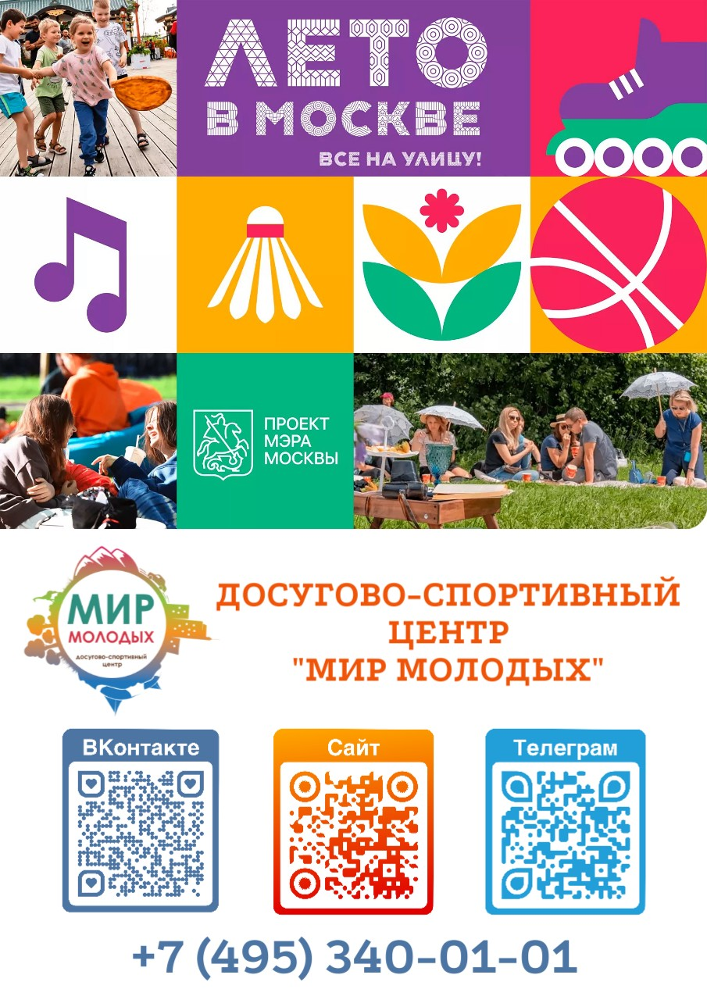 ЛЕТО
В МОСКВЕ
ВСЕ НА УЛИЦУ!
ПРОЕКТ
МЭРА
МОСКВЫ
МИР
МОЛОДЫХ
досугово-спортивный
центр
ДОСУГОВО-СПОРТИВНЫЙ
ЦЕНТР
"МИР МОЛОДЫХ"
ВКонтакте
Сайт
Телеграм
+7 (495) 340-01-01